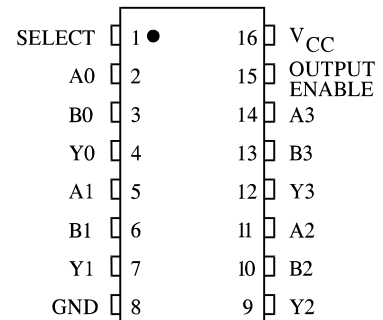 SELECT 1 16 VCC
A0 2 15 OUTPUT ENABLE
B0 3 14 A3
Y0 4 13 B3
A1 5 12 Y3
B1 6 11 A2
Y1 7 10 B2
GND 8 9 Y2